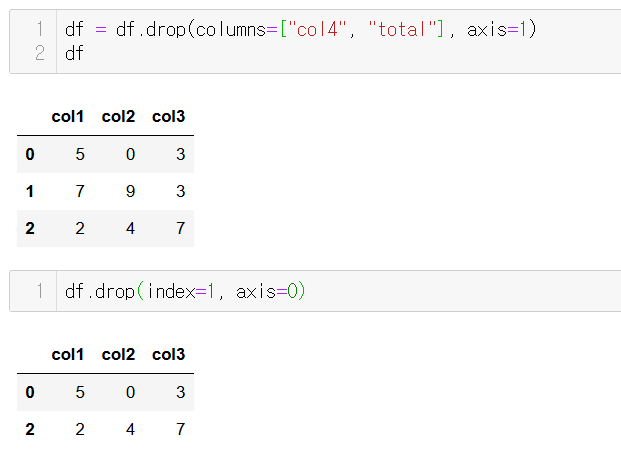 1 df = df.drop(columns=["col4", "total"], axis=1)
2 df
col1 col2 col3
0 5 0 3
1 7 9 3
2 2 4 7
1 df.drop(index=1, axis=0)
col1 col2 col3
0 5 0 3
2 2 4 7